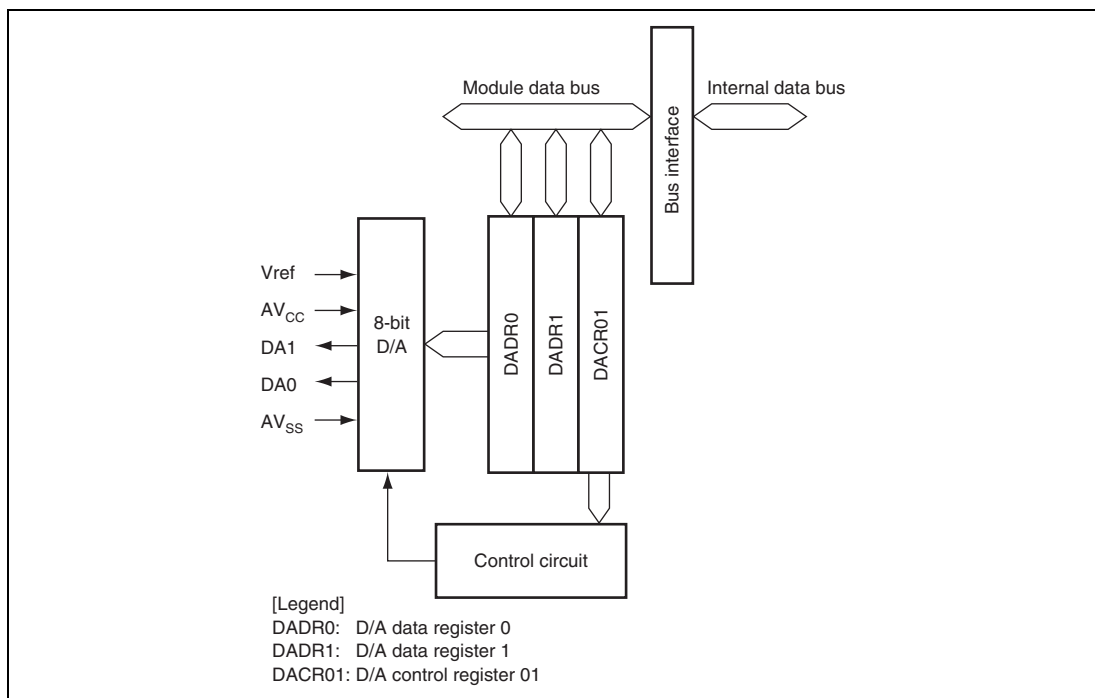 Module data bus
Internal data bus
Bus interface
Vref
AVCC
DA1
DA0
AVSS
8-bit
D/A
DADR0
DADR1
DACR01
Control circuit
[Legend]
DADR0: D/A data register 0
DADR1: D/A data register 1
DACR01: D/A control register 01